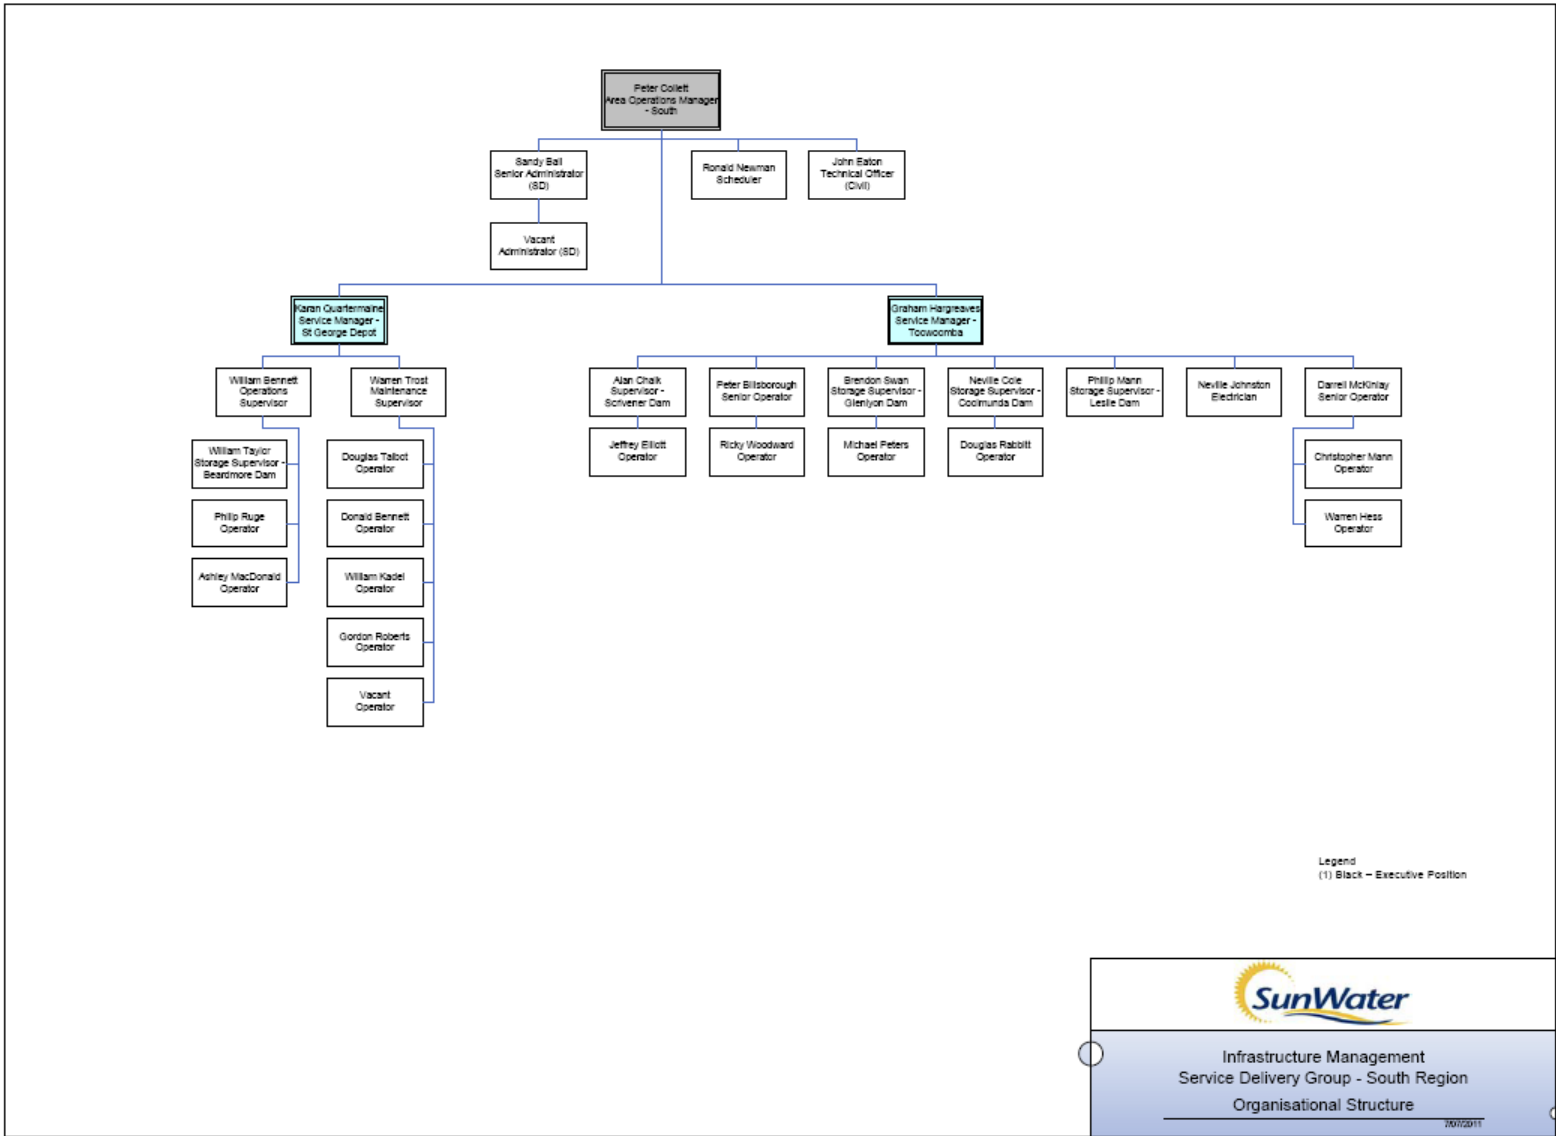 Peter Collett
Area Operations Manager
- South
Sandy Ball
Senior Administrator
(SD)
Ronald Newman
Scheduler
John Eaton
Technical Officer
(Civil)
Vacant
Administrator (SD)
Karan Quartermaine
Service Manager -
St George Depot
Graham Hargreaves
Service Manager -
Toowoomba
William Bennett
Operations
Supervisor
Warren Trost
Maintenance
Supervisor
Alan Chalk
Supervisor -
Scrivener Dam
Peter Billsborough
Senior Operator
Brendon Swan
Storage Supervisor -
Glenlyon Dam
Neville Cole
Storage Supervisor -
Coolmunda Dam
Phillip Mann
Storage Supervisor -
Leslie Dam
Neville Johnston
Electrician
Darrell McKinlay
Senior Operator
William Taylor
Storage Supervisor -
Beardmore Dam
Douglas Talbot
Operator
Jeffrey Elliott
Operator
Ricky Woodward
Operator
Michael Peters
Operator
Douglas Rabbitt
Operator
Christopher Mann
Operator
Philip Ruge
Operator
Donald Bennett
Operator
Warren Hess
Operator
Ashley MacDonald
Operator
William Kadel
Operator
Gordon Roberts
Operator
Vacant
Operator
Legend
(1) Black – Executive Position
SunWater
Infrastructure Management
Service Delivery Group - South Region
Organisational Structure
7/07/2011